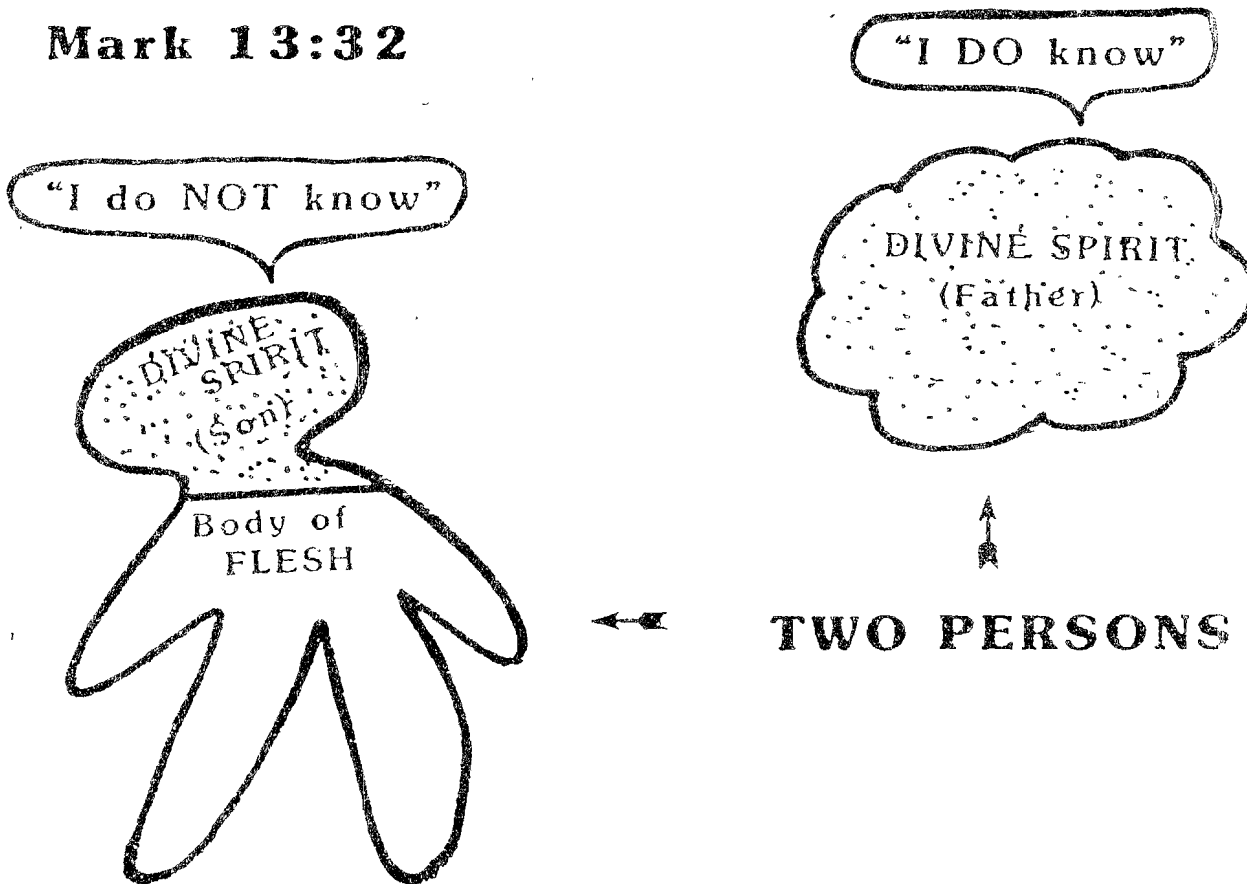 Mark 13:32
“I DO know”
“I do NOT know”
DIVINE SPIRIT
(Father)
DIVINE
SPIRIT
(Son)
Body of
FLESH
TWO PERSONS